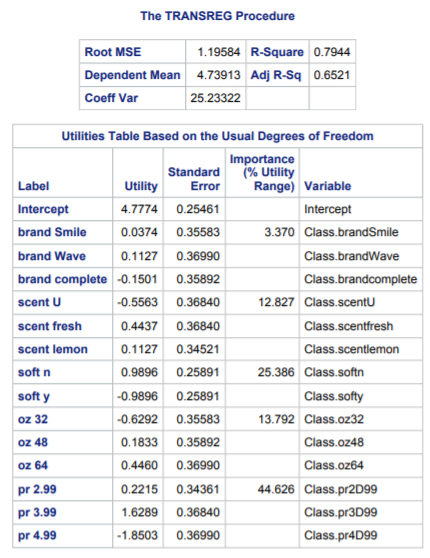 The TRANSREG Procedure
Root MSE 1.19584 R-Square 0.7944
Dependent Mean 4.73913 Adj R-Sq 0.6521
Coeff Var 25.23322
Utilities Table Based on the Usual Degrees of Freedom
Label Utility Standard Error Importance (% Utility Range) Variable
Intercept 4.7774 0.25461 Intercept
brand Smile 0.0374 0.35583 3.370 Class.brandSmile
brand Wave 0.1127 0.36990 Class.brandWave
brand complete -0.1501 0.35892 Class.brandcomplete
scent U -0.5563 0.36840 12.827 Class.scentU
scent fresh 0.4437 0.36840 Class.scentfresh
scent lemon 0.1127 0.34521 Class.scentlemon
soft n 0.9896 0.25891 25.386 Class.softn
soft y -0.9896 0.25891 Class.softy
oz 32 -0.6292 0.35583 13.792 Class.oz32
oz 48 0.1833 0.35892 Class.oz48
oz 64 0.4460 0.36990 Class.oz64
pr 2.99 0.2215 0.34361 44.626 Class.pr2D99
pr 3.99 1.6289 0.36840 Class.pr3D99
pr 4.99 -1.8503 0.36990 Class.pr4D99